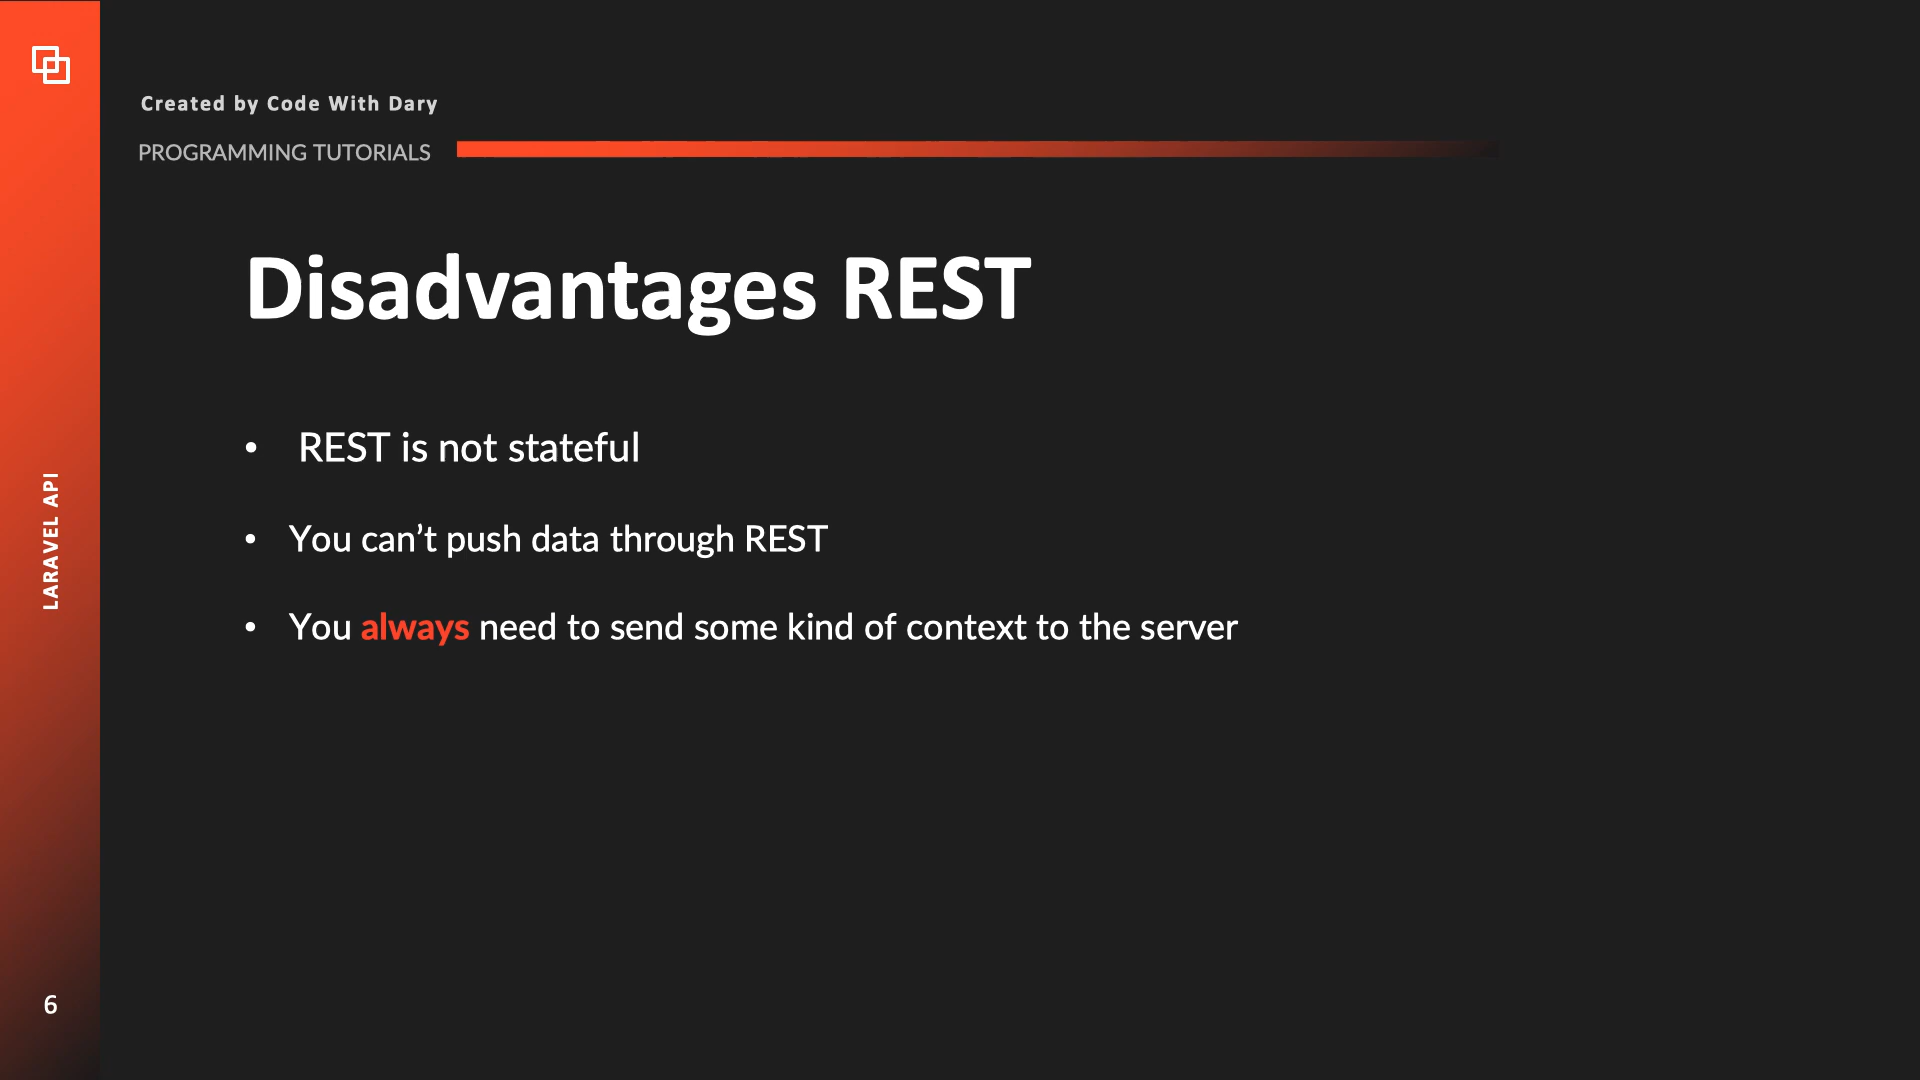 Created by Code With Dary
PROGRAMMING TUTORIALS
Disadvantages REST
• REST is not stateful
• You can’t push data through REST
• You always need to send some kind of context to the server
LARAVEL API
6